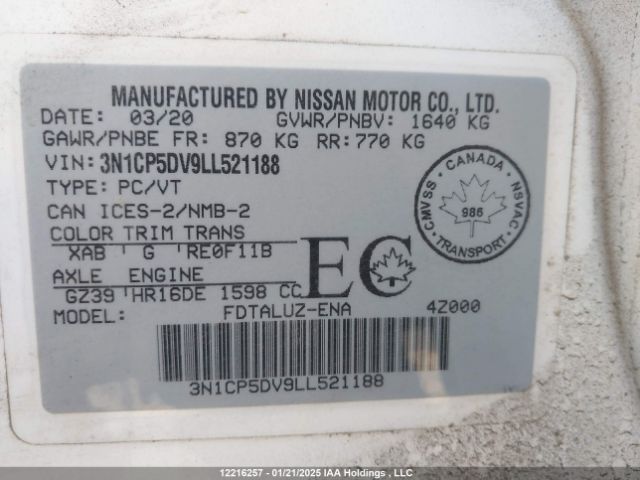 MANUFACTURED BY NISSAN MOTOR CO., LTD.
DATE: 03/20 GVWR/PNBV: 1640 KG
GAWR/PNBE FR: 870 KG RR: 770 KG
VIN: 3N1CP5DV9LL521188
TYPE: PC/VT
CAN ICES-2/NMB-2
COLOR TRIM TRANS
XAB G RE0F11B
AXLE ENGINE
GZ39 HR16DE 1598 CC
MODEL: FDTALUZ-ENA 4Z000
EC
CANADA
CMVSS NSVAC
986
TRANSPORT
3N1CP5DV9LL521188
12216257 - 01/21/2025 IAA Holdings , LLC